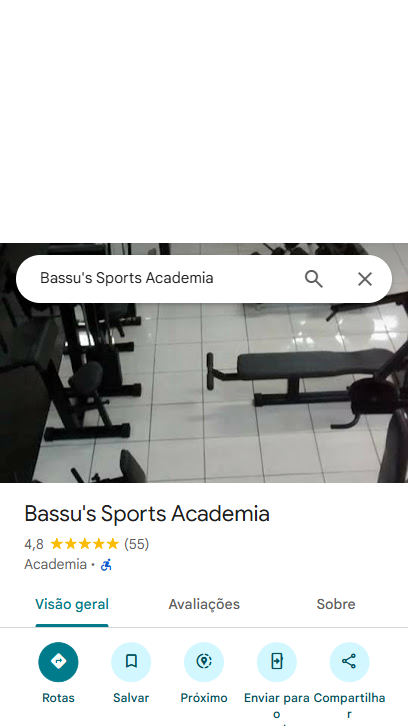 Bassu's Sports Academia
Bassu's Sports Academia
4,8 ★★★★★ (55)
Academia ·
Visão geral Avaliações Sobre
Rotas Salvar Próximo Enviar para o Compartilhar